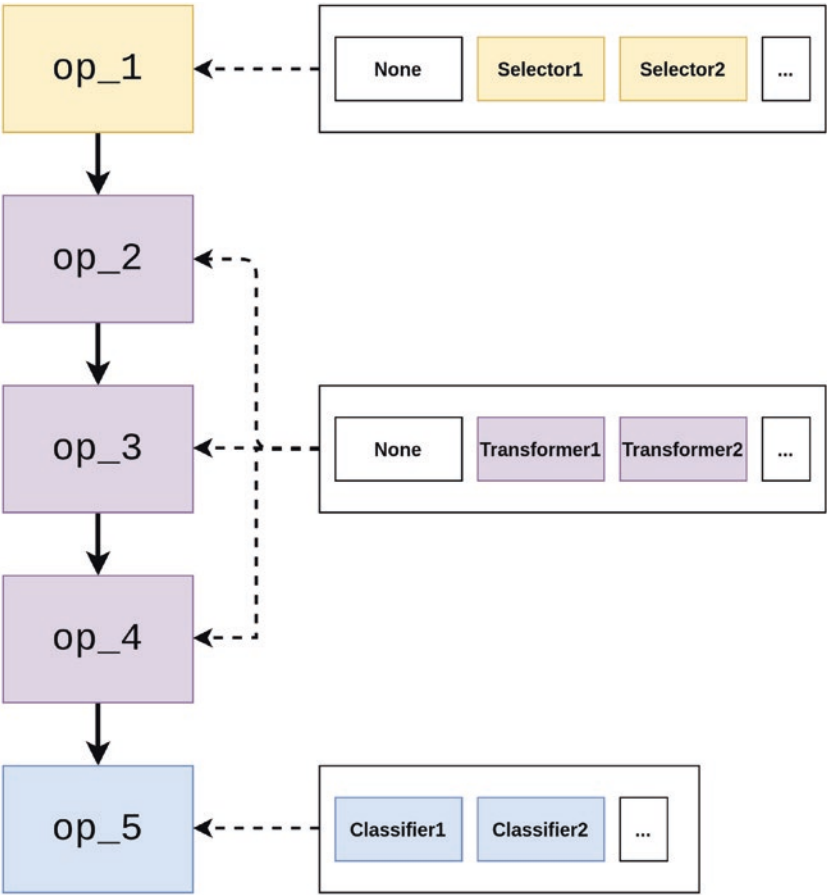 op_1
None
Selector1
Selector2
...
op_2
op_3
None
Transformer1
Transformer2
...
op_4
op_5
Classifier1
Classifier2
...